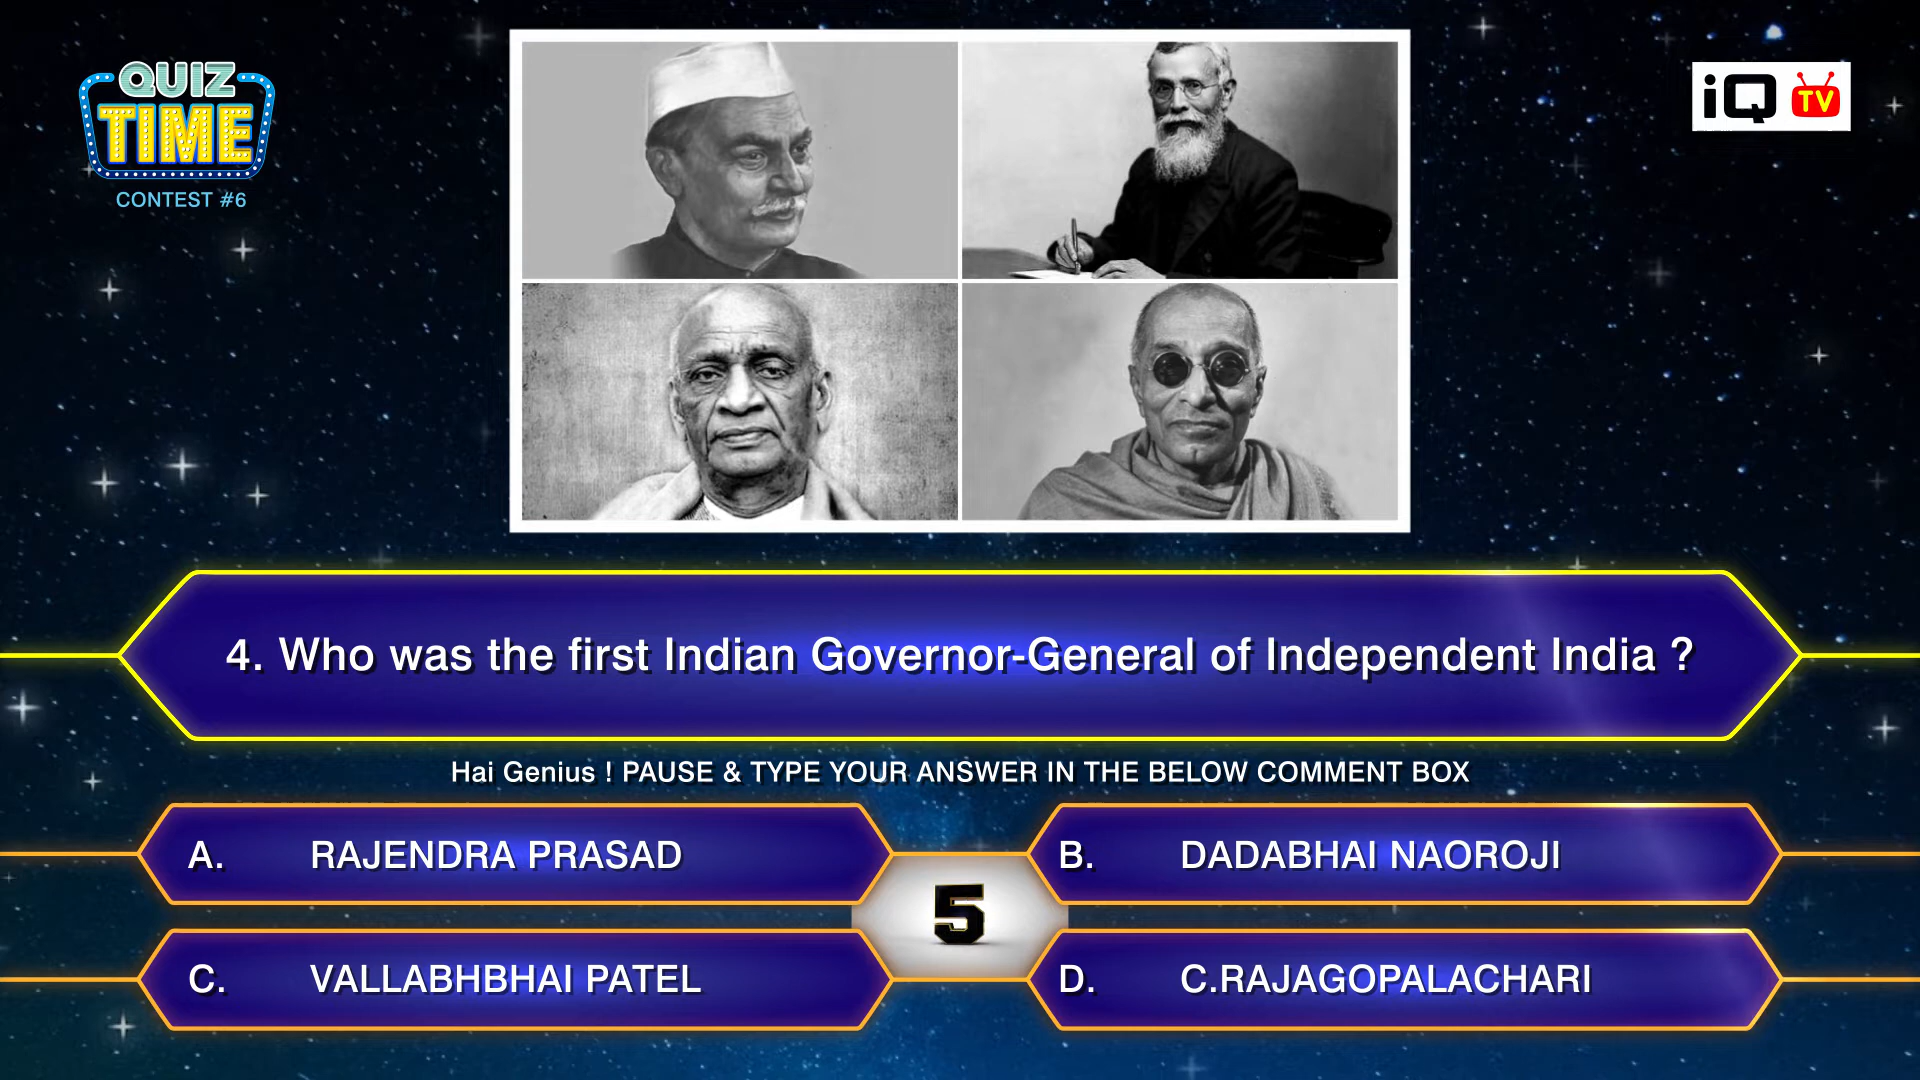 QUIZ
TIME
CONTEST #6
iQ TV
4. Who was the first Indian Governor-General of Independent India ?
Hai Genius ! PAUSE & TYPE YOUR ANSWER IN THE BELOW COMMENT BOX
A. RAJENDRA PRASAD
B. DADABHAI NAOROJI
5
C. VALLABHBHAI PATEL
D. C.RAJAGOPALACHARI